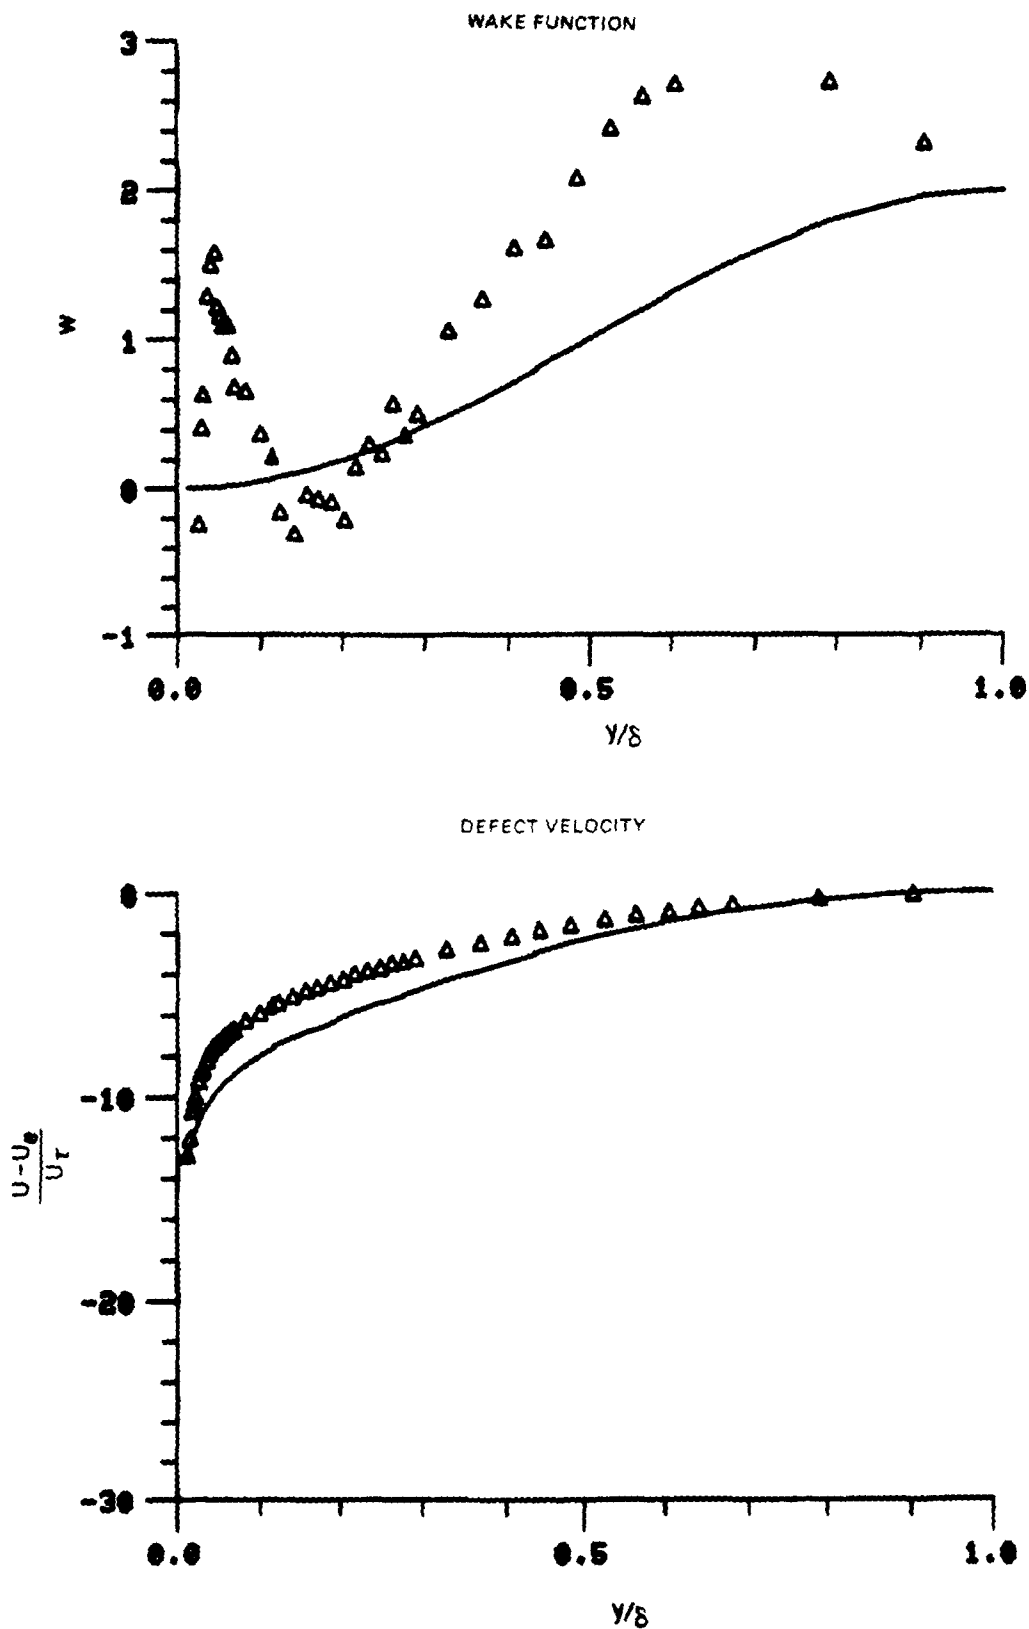 WAKE FUNCTION
3
2
W
1
0
-1
0.0 0.5 1.0
y/δ
DEFECT VELOCITY
0
-10
U-Ue
Uτ
-20
-30
0.0 0.5 1.0
y/δ